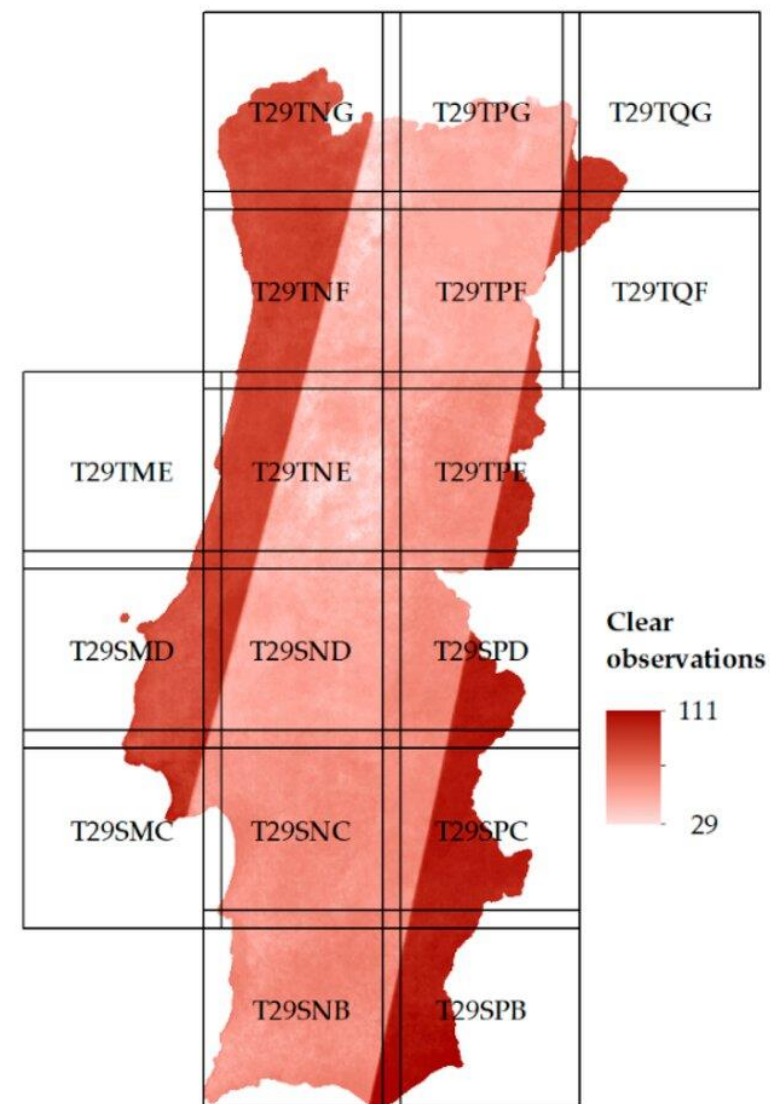 T29TNG
T29TPG
T29TQG
T29TNF
T29TPF
T29TQF
T29TME
T29TNE
T29TPE
T29SMD
T29SND
T29SPD
Clear
observations
111
29
T29SMC
T29SNC
T29SPC
T29SNB
T29SPB